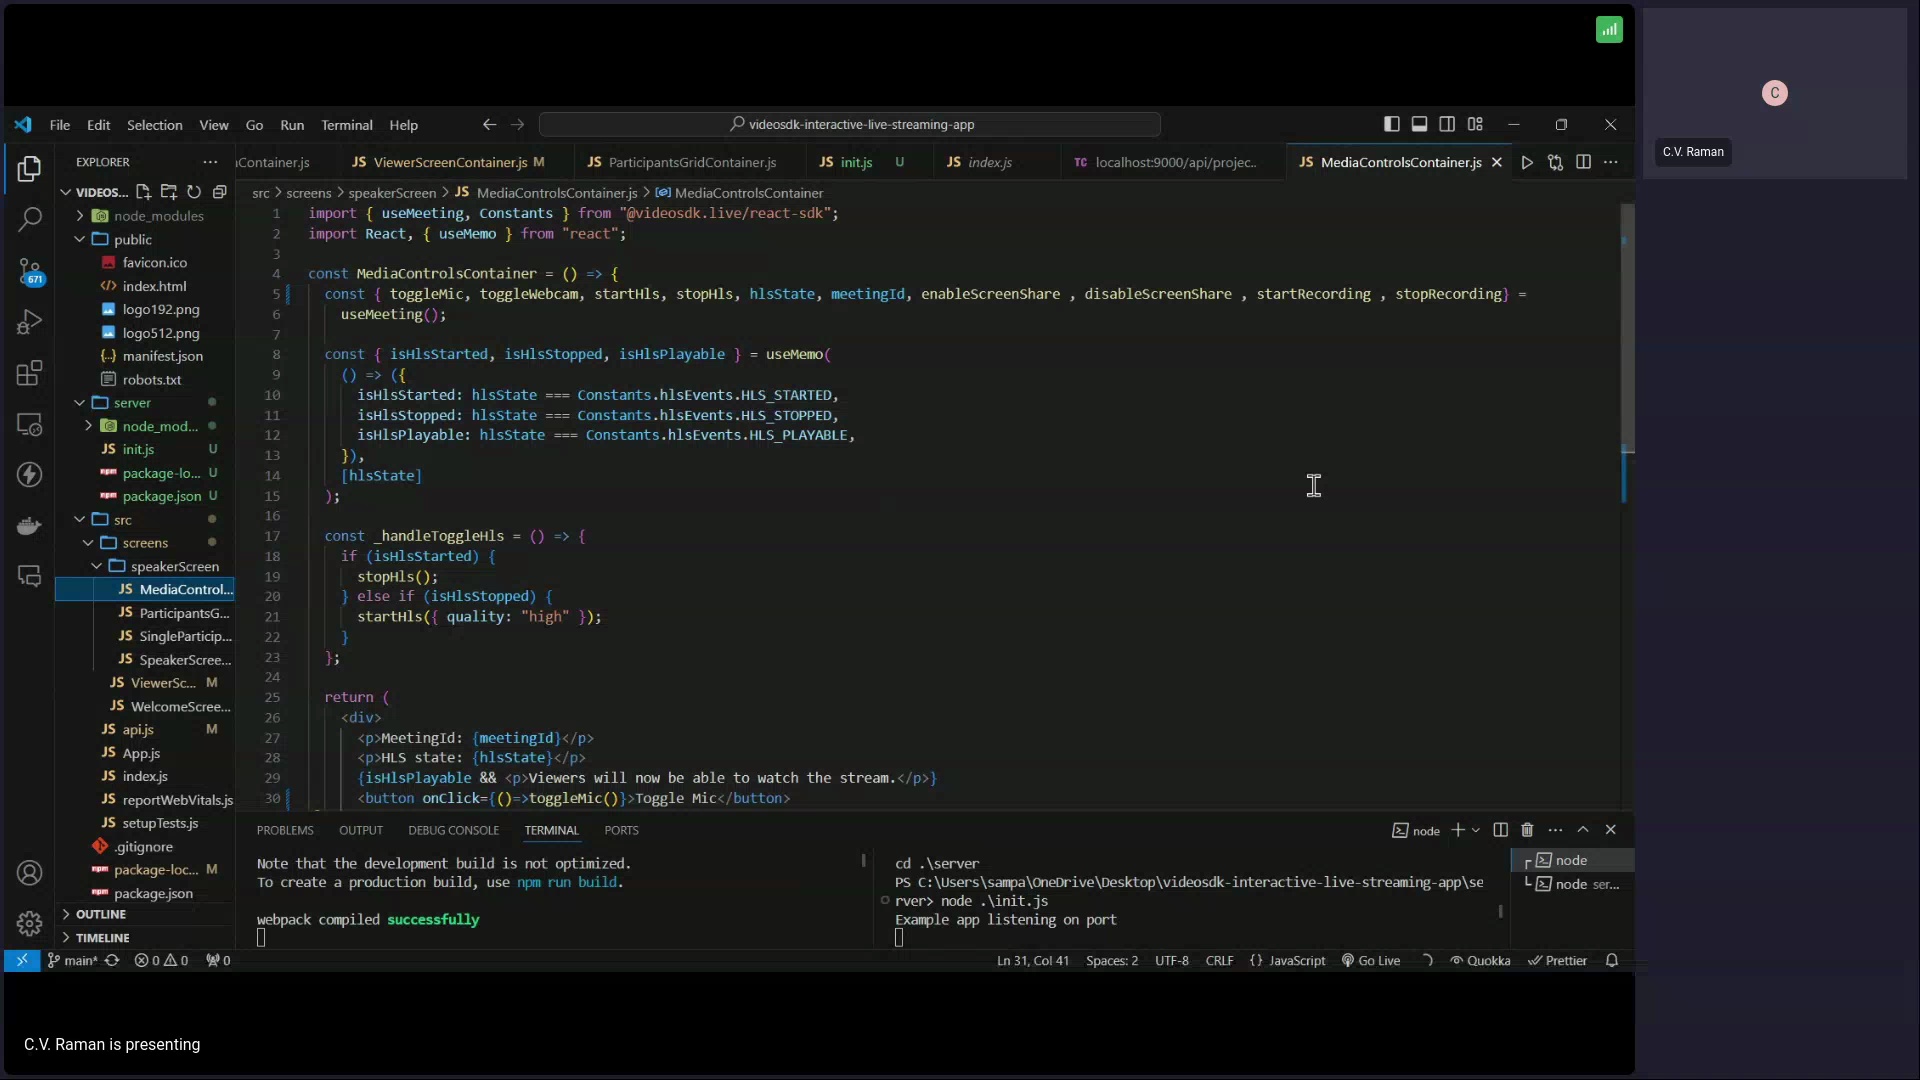 File Edit Selection View Go Run Terminal Help
videosdk-interactive-live-streaming-app
EXPLORER
VIDEOS...
node_modules
public
favicon.ico
index.html
logo192.png
logo512.png
manifest.json
robots.txt
server
node_mod...
init.js U
package-lo... U
package.json U
src
screens
speakerScreen
MediaControl...
ParticipantsG...
SingleParticip...
SpeakerScree...
ViewerSc... M
WelcomeScree...
api.js M
App.js
index.js
reportWebVitals.js
setupTests.js
.gitignore
package-loc... M
package.json
OUTLINE
TIMELINE
671
Container.js
JS ViewerScreenContainer.js M
JS ParticipantsGridContainer.js
JS init.js U
JS index.js
TC localhost:9000/api/projec...
JS MediaControlsContainer.js
src > screens > speakerScreen > JS MediaControlsContainer.js > MediaControlsContainer
1 import { useMeeting, Constants } from "@videosdk.live/react-sdk";
2 import React, { useMemo } from "react";
3
4 const MediaControlsContainer = () => {
5 const { toggleMic, toggleWebcam, startHls, stopHls, hlsState, meetingId, enableScreenShare , disableScreenShare , startRecording , stopRecording} =
6 useMeeting();
7
8 const { isHlsStarted, isHlsStopped, isHlsPlayable } = useMemo(
9 () => ({
10 isHlsStarted: hlsState === Constants.hlsEvents.HLS_STARTED,
11 isHlsStopped: hlsState === Constants.hlsEvents.HLS_STOPPED,
12 isHlsPlayable: hlsState === Constants.hlsEvents.HLS_PLAYABLE,
13 }),
14 [hlsState]
15 );
16
17 const _handleToggleHls = () => {
18 if (isHlsStarted) {
19 stopHls();
20 } else if (isHlsStopped) {
21 startHls({ quality: "high" });
22 }
23 };
24
25 return (
26 <div>
27 <p>MeetingId: {meetingId}</p>
28 <p>HLS state: {hlsState}</p>
29 {isHlsPlayable && <p>Viewers will now be able to watch the stream.</p>}
30 <button onClick={()=>toggleMic()}>Toggle Mic</button>
PROBLEMS OUTPUT DEBUG CONSOLE TERMINAL PORTS
node
Note that the development build is not optimized.
To create a production build, use npm run build.
webpack compiled successfully
cd .\server
PS C:\Users\sampa\OneDrive\Desktop\videosdk-interactive-live-streaming-app\se
rver> node .\init.js
Example app listening on port
node
node ser...
main* 0 0 0
Ln 31, Col 41 Spaces: 2 UTF-8 CRLF {} JavaScript Go Live Quokka Prettier
C
C.V. Raman
C.V. Raman is presenting